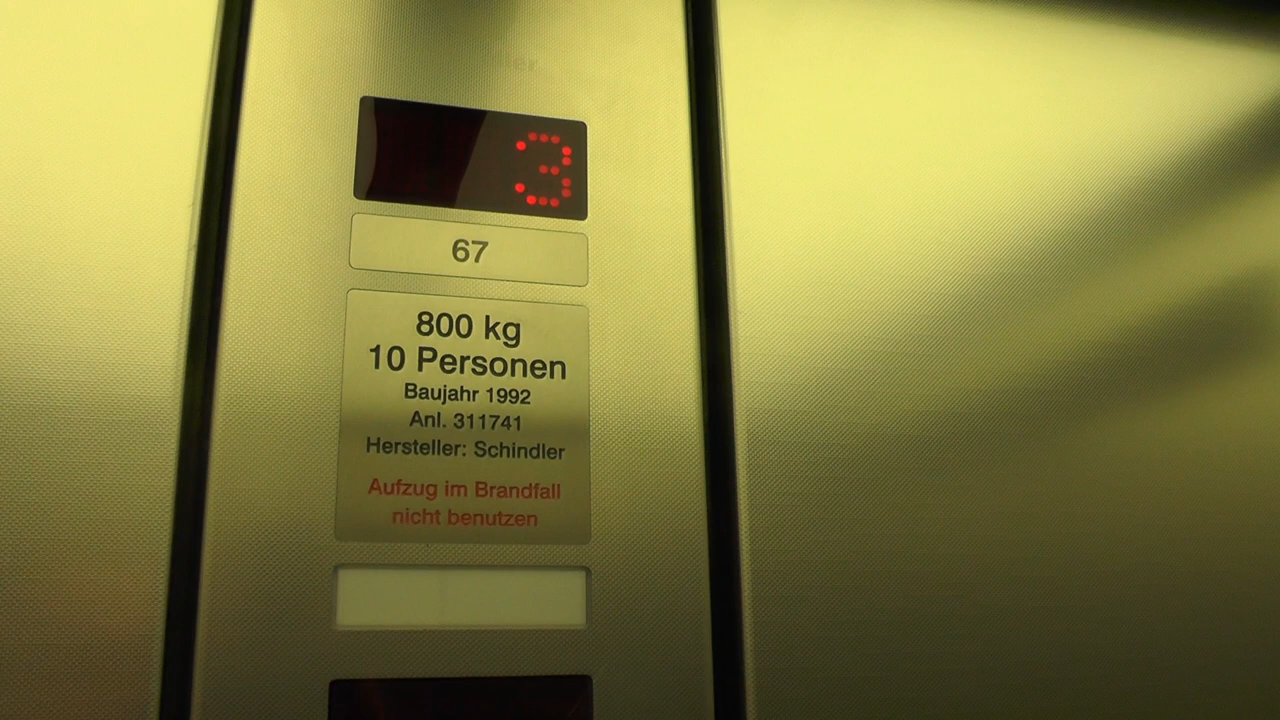 3
67
800 kg
10 Personen
Baujahr 1992
Anl. 311741
Hersteller: Schindler
Aufzug im Brandfall
nicht benutzen